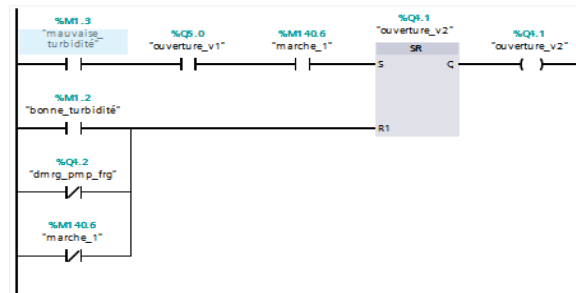 %M1.3
"mauvaise_
turbidité"
%Q5.0
"ouverture_v1"
%M140.6
"marche_1"
%Q4.1
"ouverture_v2"
SR
S
Q
R1
%Q4.1
"ouverture_v2"
%M1.2
"bonne_turbidité"
%Q4.2
"dmrg_pmp_frg"
%M140.6
"marche_1"